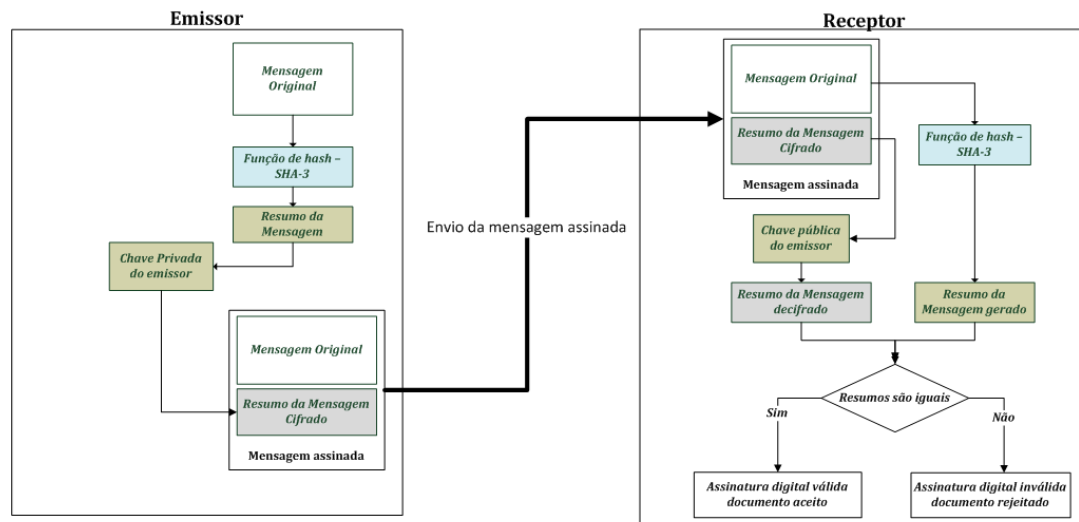 Emissor
Mensagem
Original
Função de hash –
SHA-3
Resumo da
Mensagem
Chave Privada
do emissor
Mensagem Original
Resumo da Mensagem
Cifrado
Mensagem assinada
Envio da mensagem assinada
Receptor
Mensagem Original
Resumo da Mensagem
Cifrado
Mensagem assinada
Função de hash –
SHA-3
Chave pública
do emissor
Resumo da Mensagem
decifrado
Resumo da
Mensagem gerado
Resumos são iguais
Sim
Não
Assinatura digital válida
documento aceito
Assinatura digital inválida
documento rejeitado